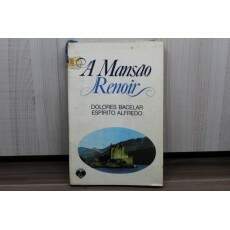 A Mansão
Renoir
DOLORES BACELAR
ESPÍRITO ALFREDO